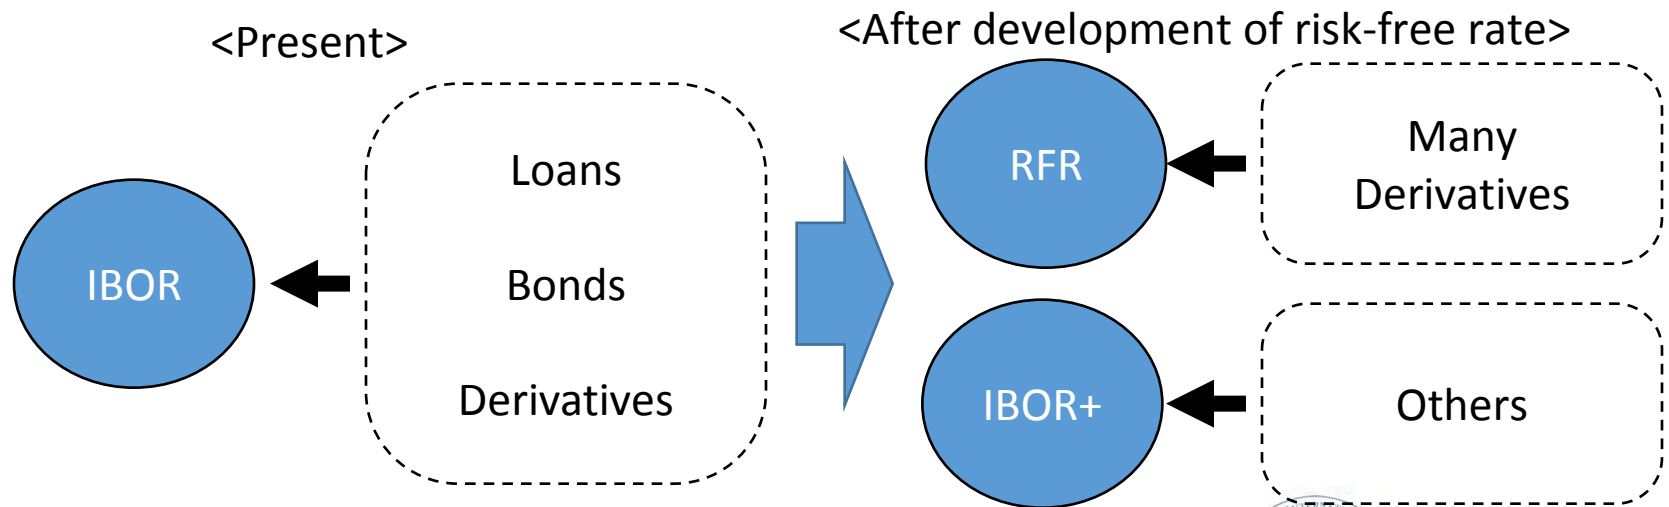 <Present>
IBOR
Loans
Bonds
Derivatives
<After development of risk-free rate>
RFR
Many
Derivatives
IBOR+
Others